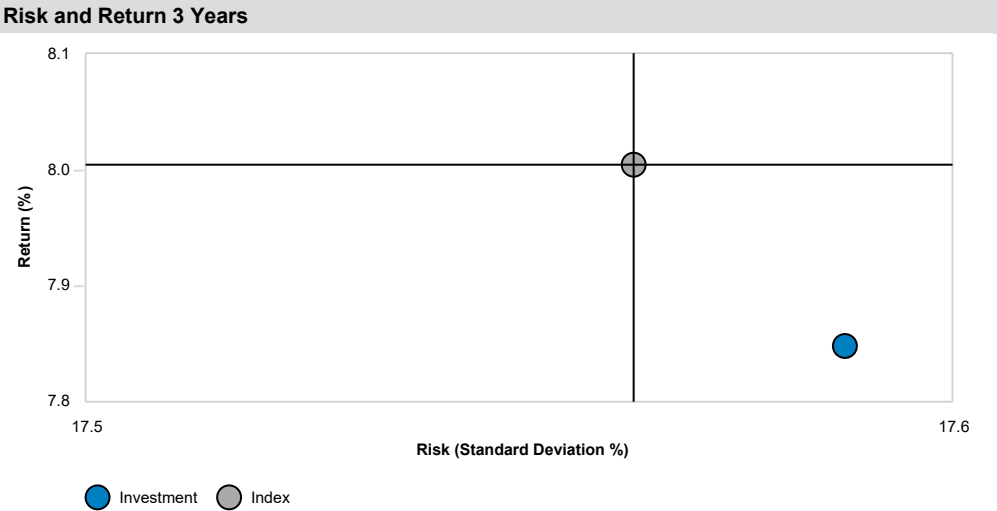 Risk and Return 3 Years
8.1
8.0
7.9
7.8
Return (%)
17.5
17.6
Risk (Standard Deviation %)
Investment
Index